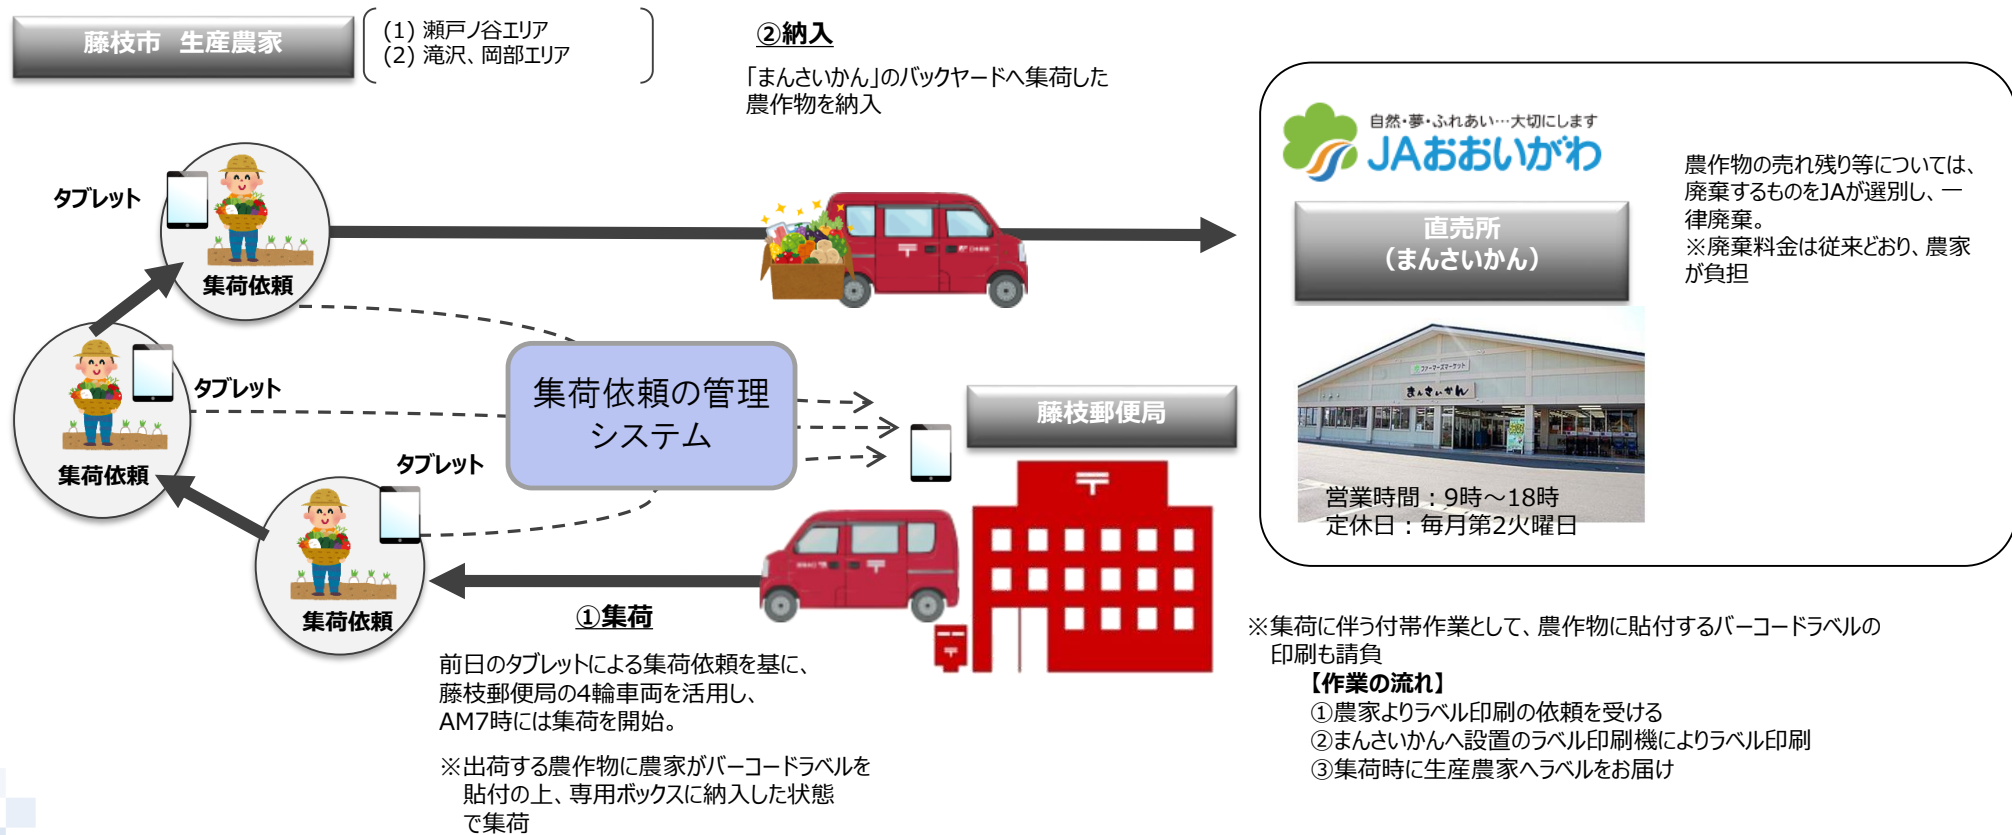 藤枝市 生産農家
(1) 瀬戸ノ谷エリア
(2) 滝沢、岡部エリア
②納入
「まんさいかん」のバックヤードへ集荷した
農作物を納入
自然・夢・ふれあい…大切にします
JAおおいがわ
直売所
(まんさいかん)
農作物の売れ残り等については、
廃棄するものをJAが選別し、一
律廃棄。
※廃棄料金は従来どおり、農家
が負担
ファーマーズマーケット
まんさいかん
営業時間：9時～18時
定休日：毎月第2火曜日
タブレット
集荷依頼
タブレット
集荷依頼
タブレット
集荷依頼
集荷依頼の管理
システム
藤枝郵便局
①集荷
前日のタブレットによる集荷依頼を基に、
藤枝郵便局の4輪車両を活用し、
AM7時には集荷を開始。
※出荷する農作物に農家がバーコードラベルを
貼付の上、専用ボックスに納入した状態
で集荷
※集荷に伴う付帯作業として、農作物に貼付するバーコードラベルの
印刷も請負
【作業の流れ】
①農家よりラベル印刷の依頼を受ける
②まんさいかんへ設置のラベル印刷機によりラベル印刷
③集荷時に生産農家へラベルをお届け